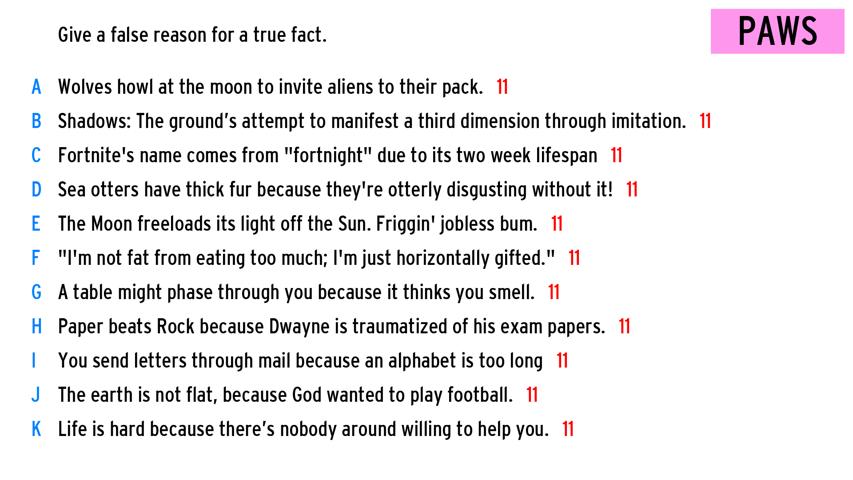 Give a false reason for a true fact.
PAWS
A Wolves howl at the moon to invite aliens to their pack. 11
B Shadows: The ground’s attempt to manifest a third dimension through imitation. 11
C Fortnite's name comes from "fortnight" due to its two week lifespan 11
D Sea otters have thick fur because they're otterly disgusting without it! 11
E The Moon freeloads its light off the Sun. Friggin' jobless bum. 11
F "I'm not fat from eating too much; I'm just horizontally gifted." 11
G A table might phase through you because it thinks you smell. 11
H Paper beats Rock because Dwayne is traumatized of his exam papers. 11
I You send letters through mail because an alphabet is too long 11
J The earth is not flat, because God wanted to play football. 11
K Life is hard because there’s nobody around willing to help you. 11